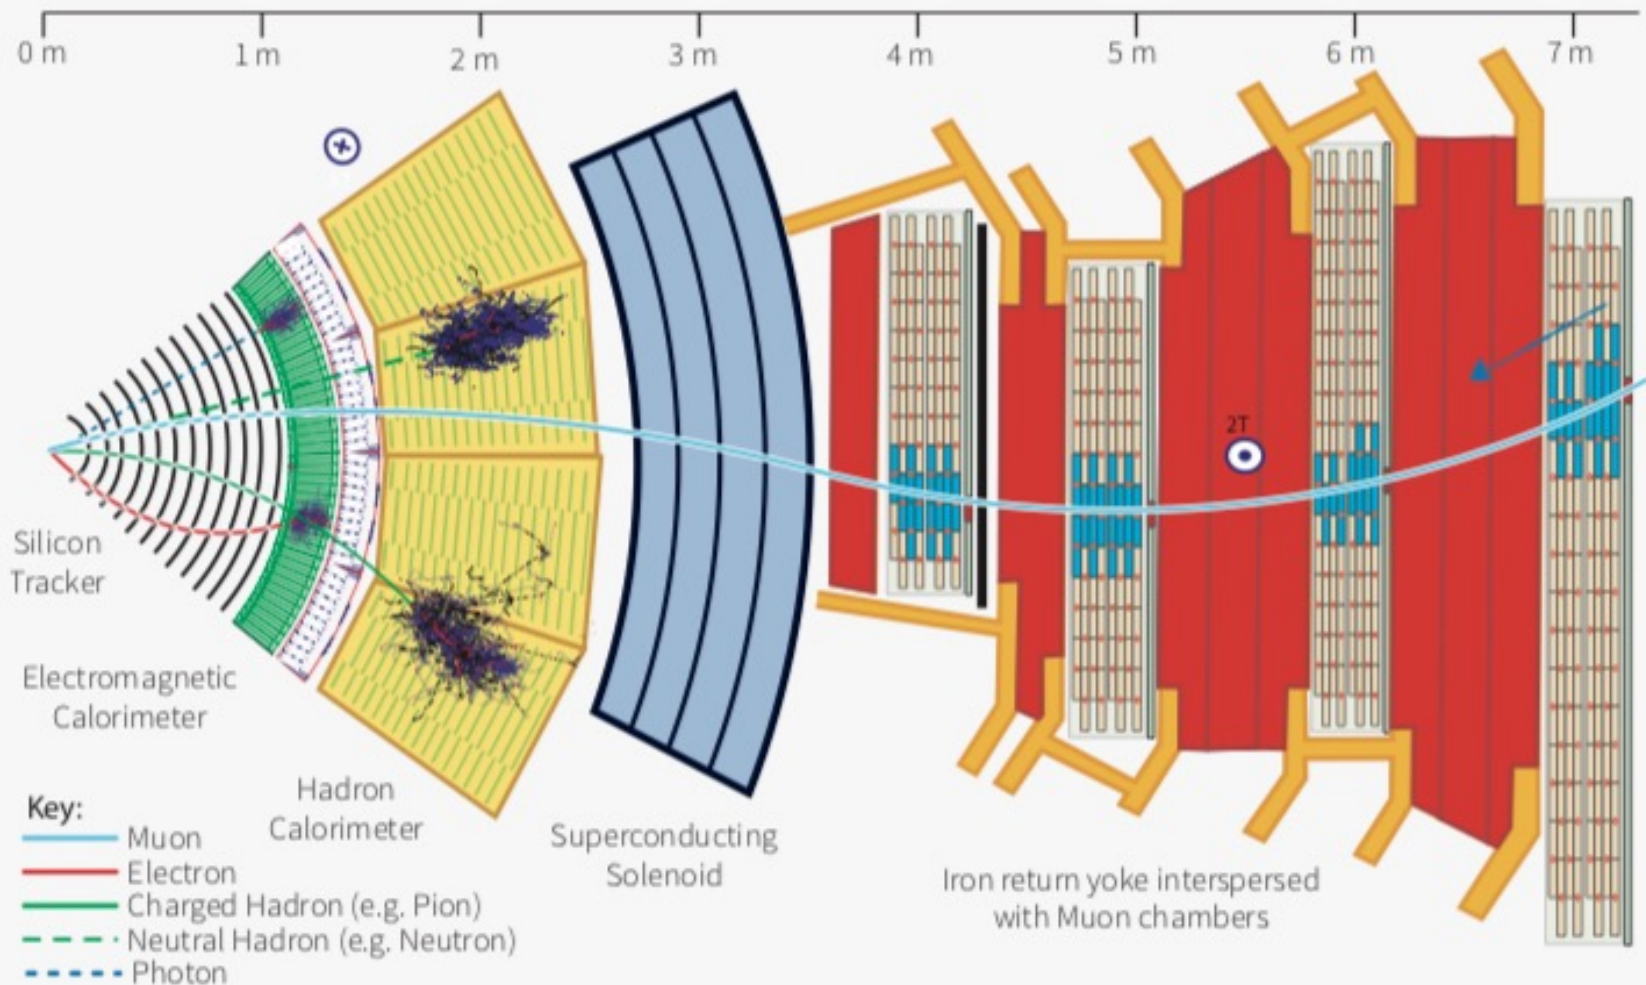 0 m
1 m
2 m
3 m
4 m
5 m
6 m
7 m
2T
Silicon
Tracker
Electromagnetic
Calorimeter
Hadron
Calorimeter
Superconducting
Solenoid
Iron return yoke interspersed
with Muon chambers
Key:
Muon
Electron
Charged Hadron (e.g. Pion)
Neutral Hadron (e.g. Neutron)
Photon